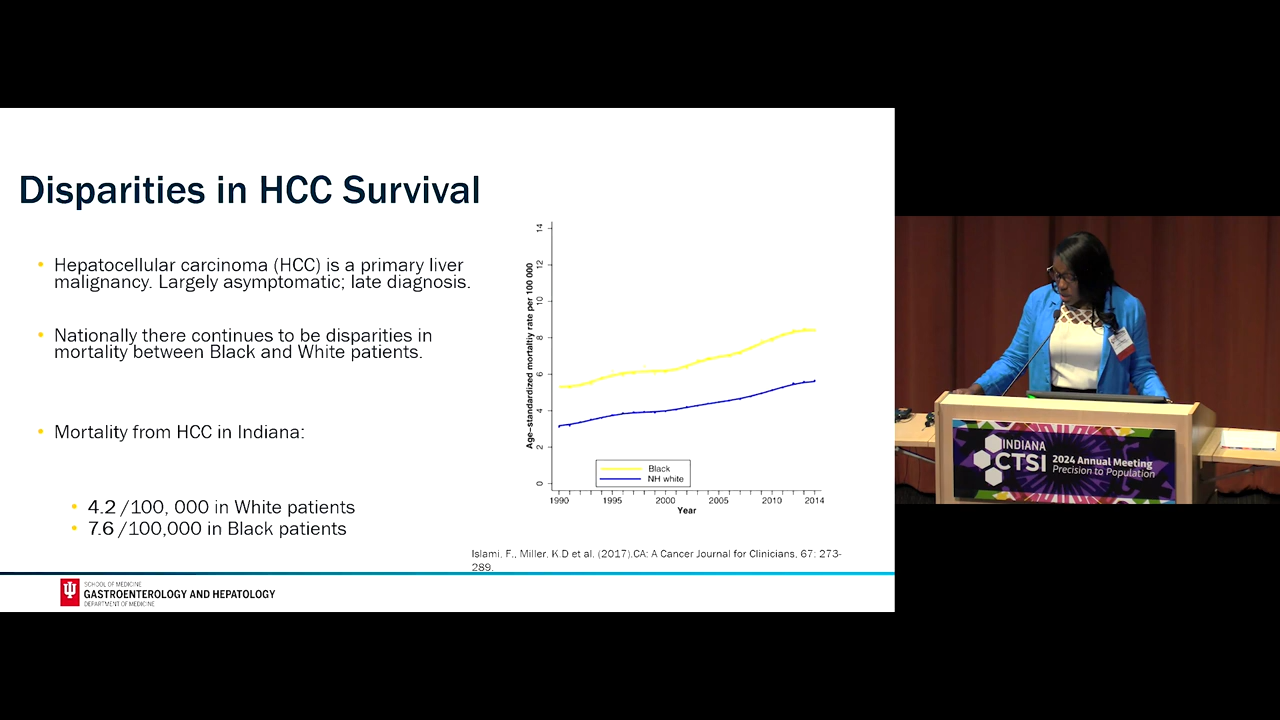 Disparities in HCC Survival
• Hepatocellular carcinoma (HCC) is a primary liver
malignancy. Largely asymptomatic; late diagnosis.
• Nationally there continues to be disparities in
mortality between Black and White patients.
• Mortality from HCC in Indiana:
• 4.2 /100, 000 in White patients
• 7.6 /100,000 in Black patients
Age-standardized mortaltiy rate per 100 000
14
12
10
8
6
4
2
0
Black
NH white
1990 1995 2000 2005 2010 2014
Year
Islami, F., Miller, K.D et al. (2017).CA: A Cancer Journal for Clinicians, 67: 273-
289.
SCHOOL OF MEDICINE
GASTROENTEROLOGY AND HEPATOLOGY
DEPARTMENT OF MEDICINE
INDIANA
CTSI
2024 Annual Meeting
Precision to Population